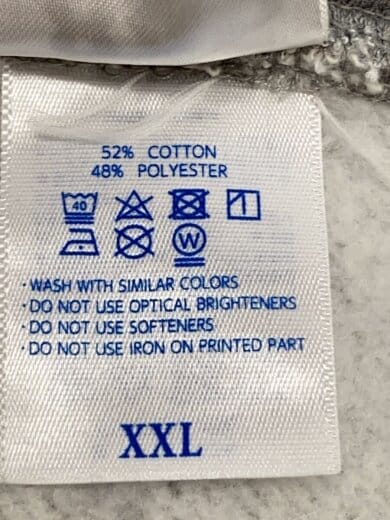 52% COTTON
48% POLYESTER
40
W
·WASH WITH SIMILAR COLORS
·DO NOT USE OPTICAL BRIGHTENERS
·DO NOT USE SOFTENERS
·DO NOT USE IRON ON PRINTED PART
XXL